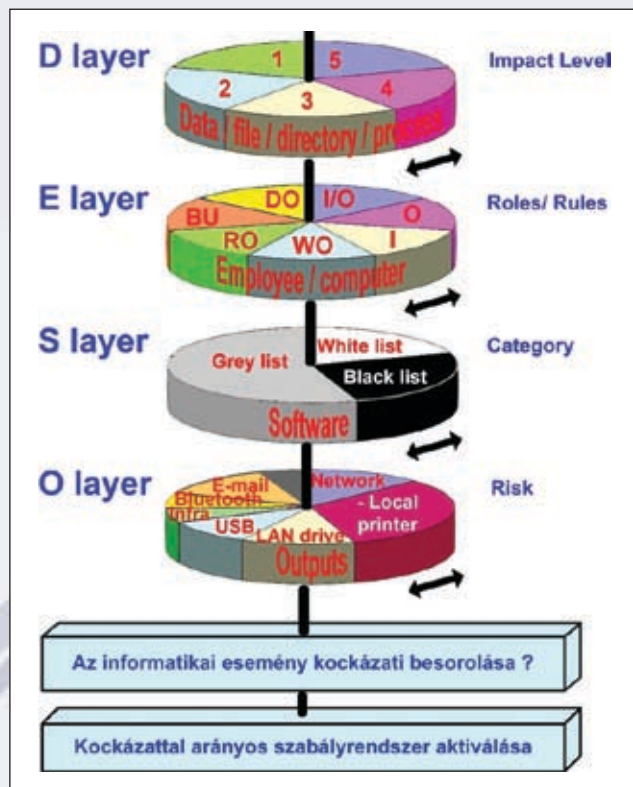 D layer
Impact Level
1
5
2
4
3
Data / file / directory / process
E layer
Roles/ Rules
DO
I/O
BU
O
RO
WO
I
Employee / computer
S layer
Category
Grey list
White list
Black list
Software
O layer
Risk
E-mail
Network
Bluetooth
Infra
- Local
printer
USB
LAN drive
Outputs
Az informatikai esemény kockázati besorolása ?
Kockázattal arányos szabályrendszer aktiválása